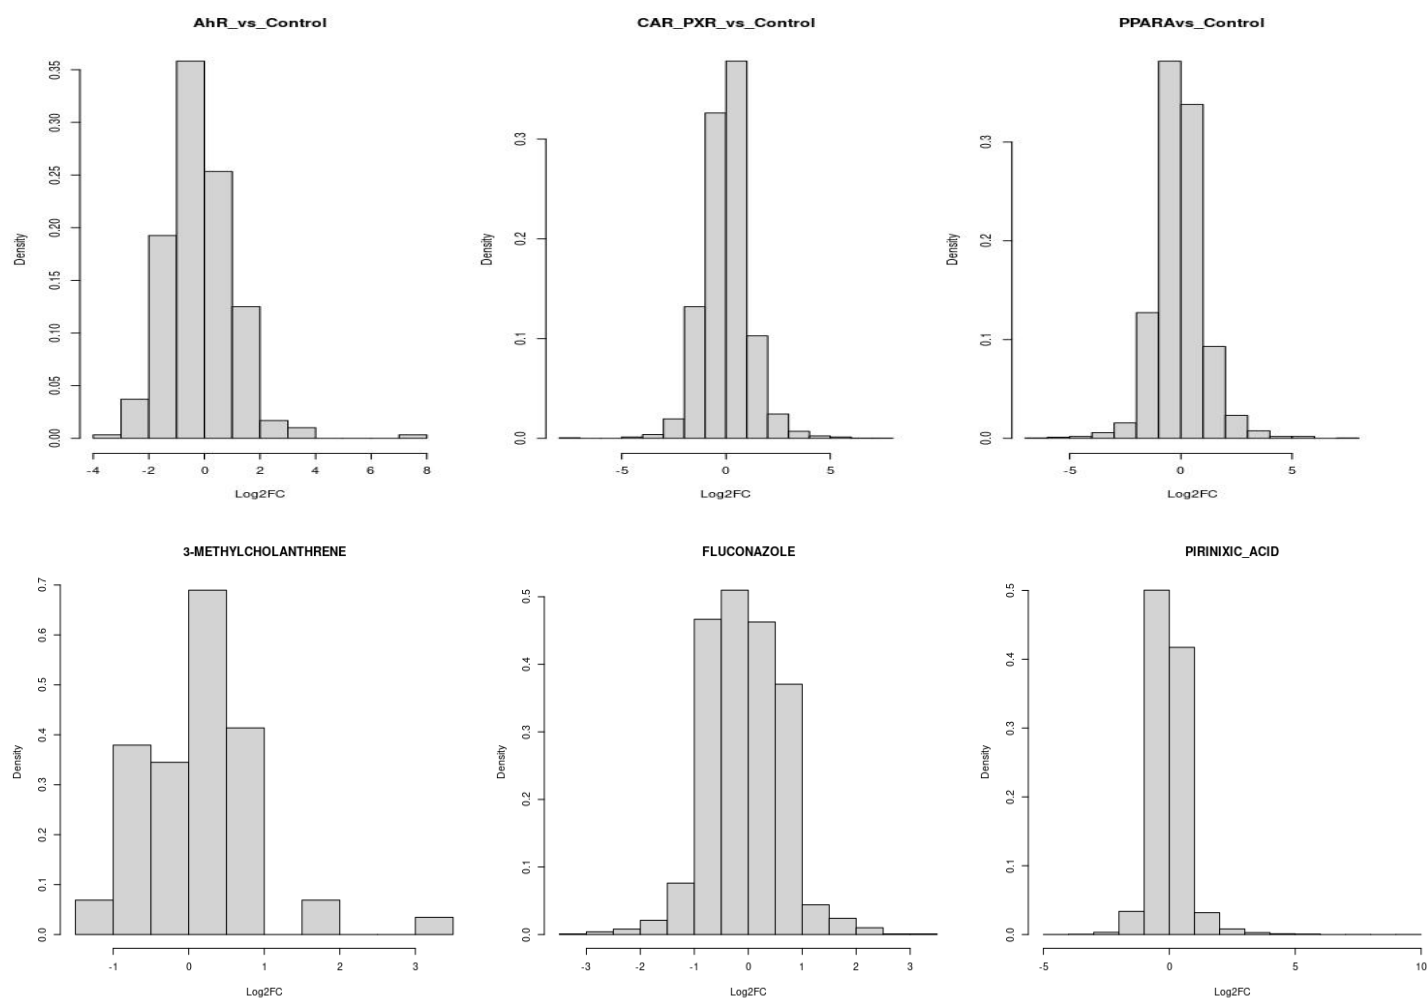 AhR_vs_Control
Density
0.00 0.05 0.10 0.15 0.20 0.25 0.30 0.35
-4 -2 0 2 4 6 8
Log2FC
CAR_PXR_vs_Control
Density
0.0 0.1 0.2 0.3
-5 0 5
Log2FC
PPARAvs_Control
Density
0.0 0.1 0.2 0.3
-5 0 5
Log2FC
3-METHYLCHOLANTHRENE
Density
0.0 0.1 0.2 0.3 0.4 0.5 0.6 0.7
-1 0 1 2 3
Log2FC
FLUCONAZOLE
Density
0.0 0.1 0.2 0.3 0.4 0.5
-3 -2 -1 0 1 2 3
Log2FC
PIRINIXIC_ACID
Density
0.0 0.1 0.2 0.3 0.4 0.5
-5 0 5 10
Log2FC